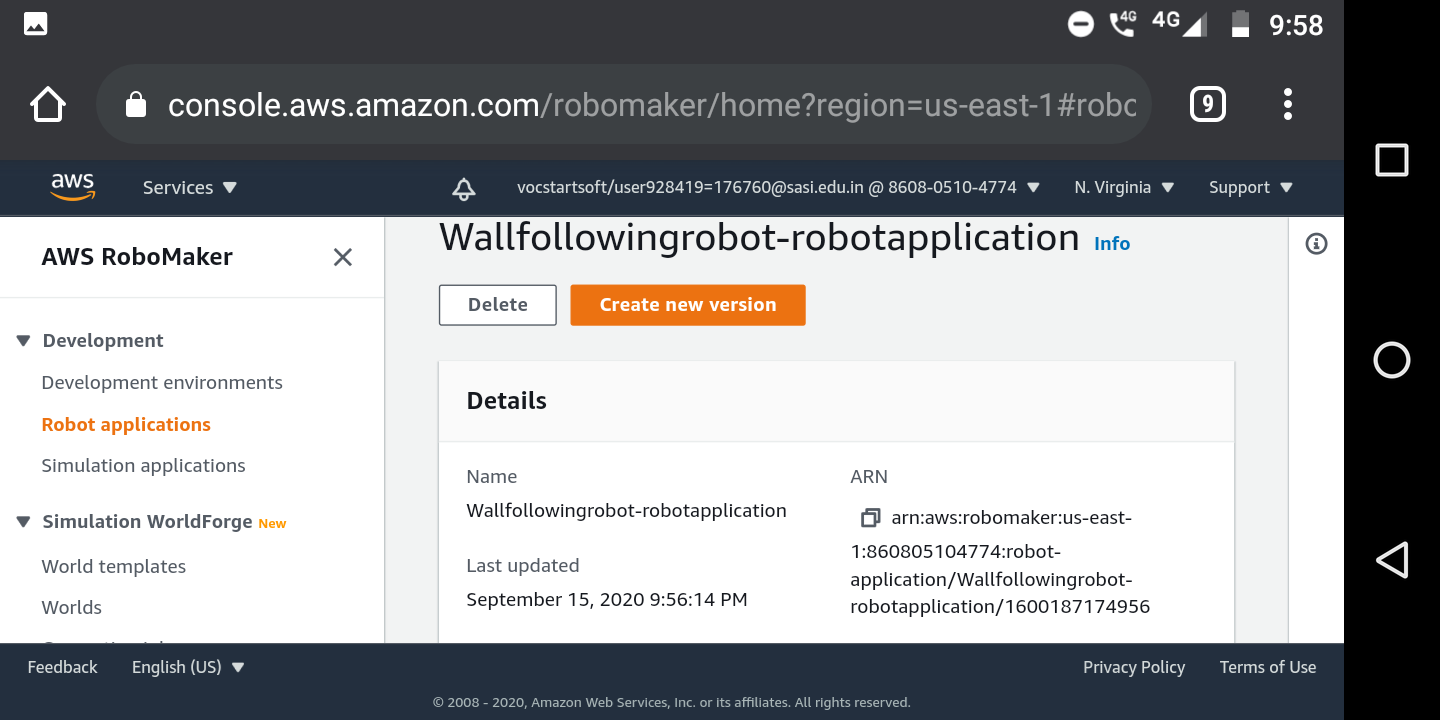 4G
4G
9:58
console.aws.amazon.com/robomaker/home?region=us-east-1#robo
9
aws
Services
vocstartsoft/user928419=176760@sasi.edu.in @ 8608-0510-4774
N. Virginia
Support
AWS RoboMaker
Development
Development environments
Robot applications
Simulation applications
Simulation WorldForge New
World templates
Worlds
Wallfollowingrobot-robotapplication Info
Delete
Create new version
Details
Name
Wallfollowingrobot-robotapplication
Last updated
September 15, 2020 9:56:14 PM
ARN
arn:aws:robomaker:us-east-
1:860805104774:robot-
application/Wallfollowingrobot-
robotapplication/1600187174956
Feedback
English (US)
Privacy Policy
Terms of Use
© 2008 - 2020, Amazon Web Services, Inc. or its affiliates. All rights reserved.